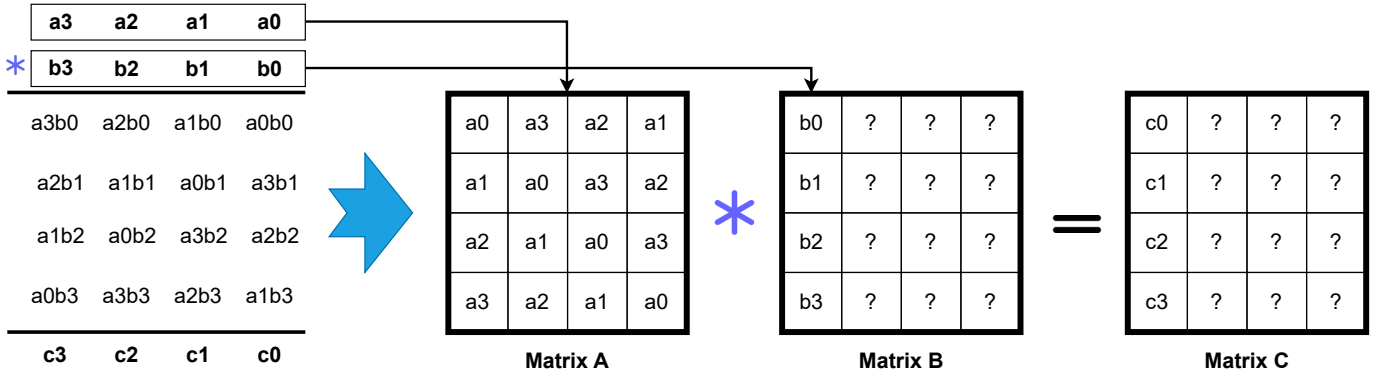 a3 a2 a1 a0
* b3 b2 b1 b0
a3b0 a2b0 a1b0 a0b0
a2b1 a1b1 a0b1 a3b1
a1b2 a0b2 a3b2 a2b2
a0b3 a3b3 a2b3 a1b3
c3 c2 c1 c0
a0 a3 a2 a1
a1 a0 a3 a2
a2 a1 a0 a3
a3 a2 a1 a0
Matrix A
*
b0 ? ? ?
b1 ? ? ?
b2 ? ? ?
b3 ? ? ?
Matrix B
=
c0 ? ? ?
c1 ? ? ?
c2 ? ? ?
c3 ? ? ?
Matrix C